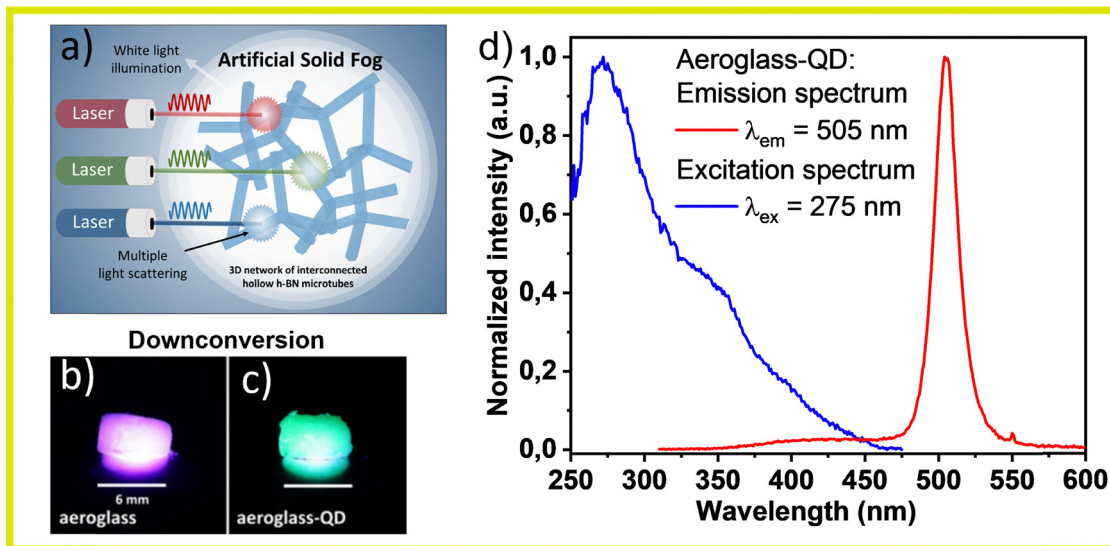 a)
White light
illumination
Artificial Solid Fog
Laser
Laser
Laser
Multiple
light scattering
3D network of interconnected
hollow h-BN microtubes
Downconversion
b)
6 mm
aeroglass
c)
aeroglass-QD
d)
Normalized intensity (a.u.)
1,0
0,8
0,6
0,4
0,2
0,0
Aeroglass-QD:
Emission spectrum
λem = 505 nm
Excitation spectrum
λex = 275 nm
250 300 350 400 450 500 550 600
Wavelength (nm)